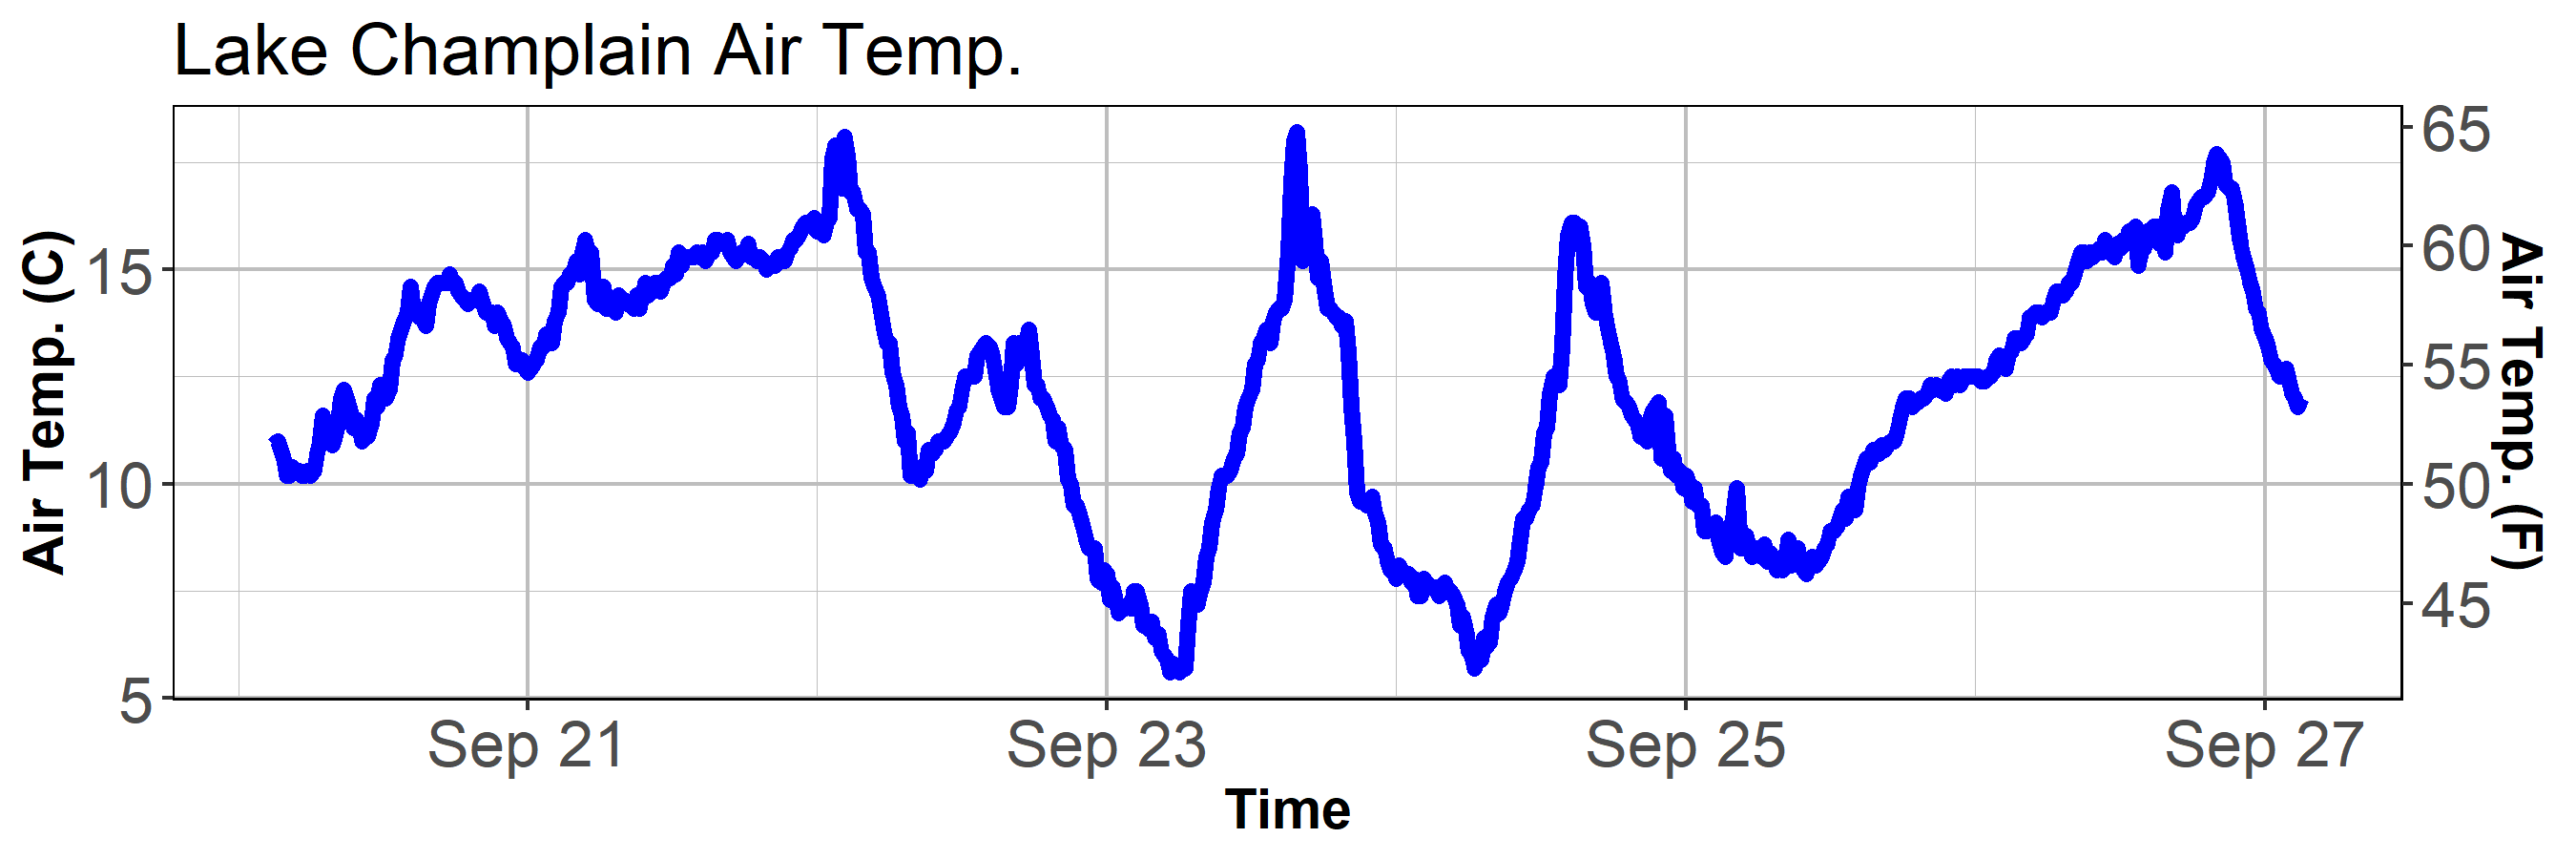 Lake Champlain Air Temp.
Air Temp. (C)
15
10
5
65
60
55
50
45
Air Temp. (F)
Sep 21
Sep 23
Sep 25
Sep 27
Time